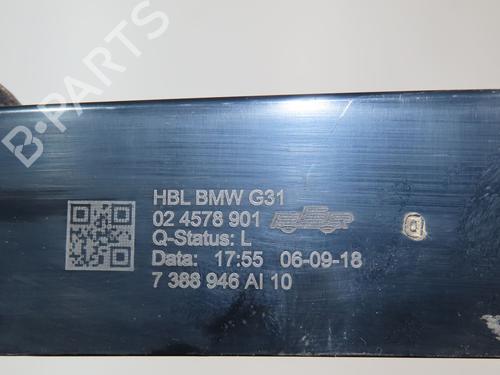 B-PARTS
HBL BMW G31
02 4578 901
Q-Status: L
Data: 17:55 06-09-18
7 388 946 AI 10